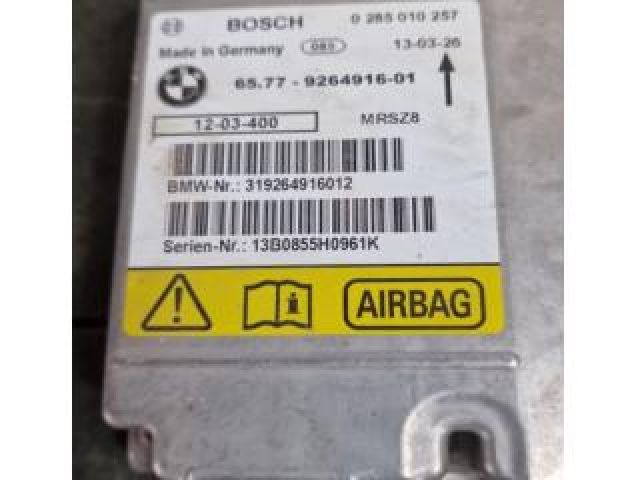 BOSCH 0 285 010 257
Made in Germany 085 13-03-26
65.77 - 9264916-01
12-03-400 MRSZ8
BMW-Nr.: 319264916012
Serien-Nr.: 13B0855H0961K
AIRBAG